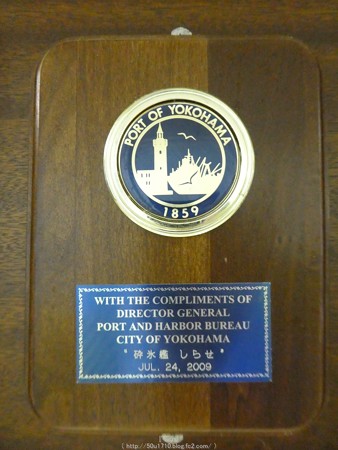 PORT OF YOKOHAMA
1859
WITH THE COMPLIMENTS OF
DIRECTOR GENERAL
PORT AND HARBOR BUREAU
CITY OF YOKOHAMA
"砕氷艦 しらせ"
JUL. 24, 2009
( http://50u1710.blog.fc2.com/ )